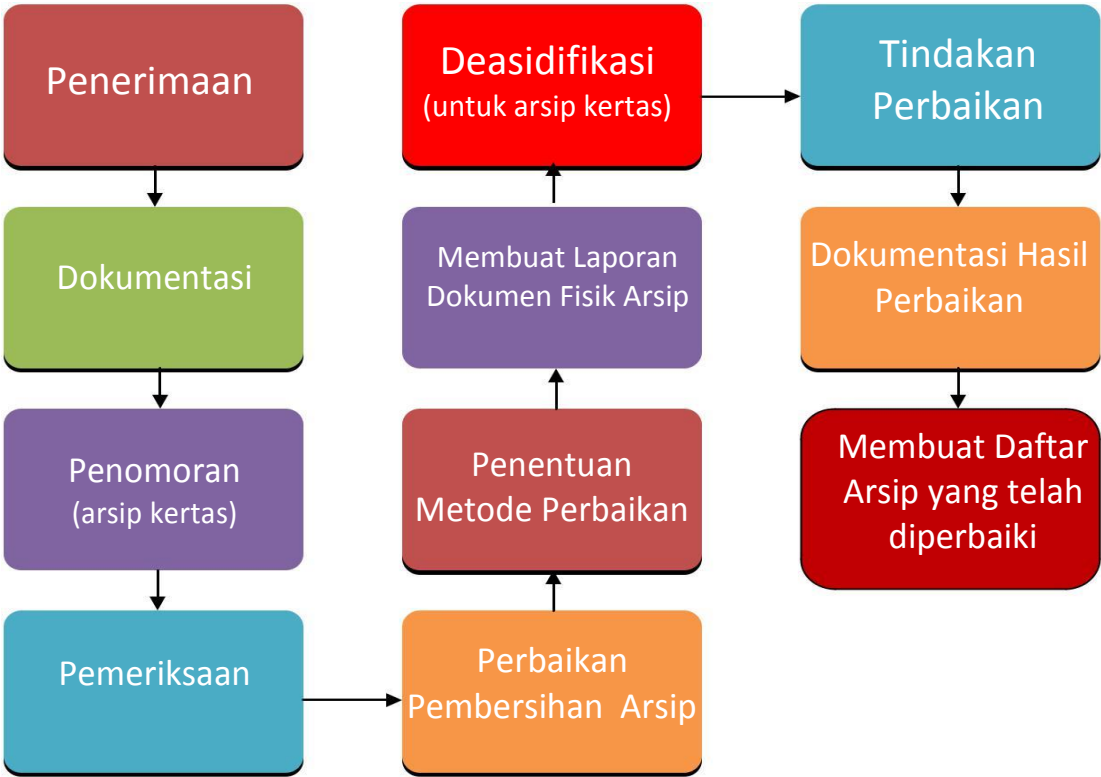 Penerimaan
Dokumentasi
Penomoran
(arsip kertas)
Pemeriksaan
Perbaikan
Pembersihan Arsip
Penentuan
Metode Perbaikan
Membuat Laporan
Dokumen Fisik Arsip
Deasidifikasi
(untuk arsip kertas)
Tindakan
Perbaikan
Dokumentasi Hasil
Perbaikan
Membuat Daftar
Arsip yang telah
diperbaiki